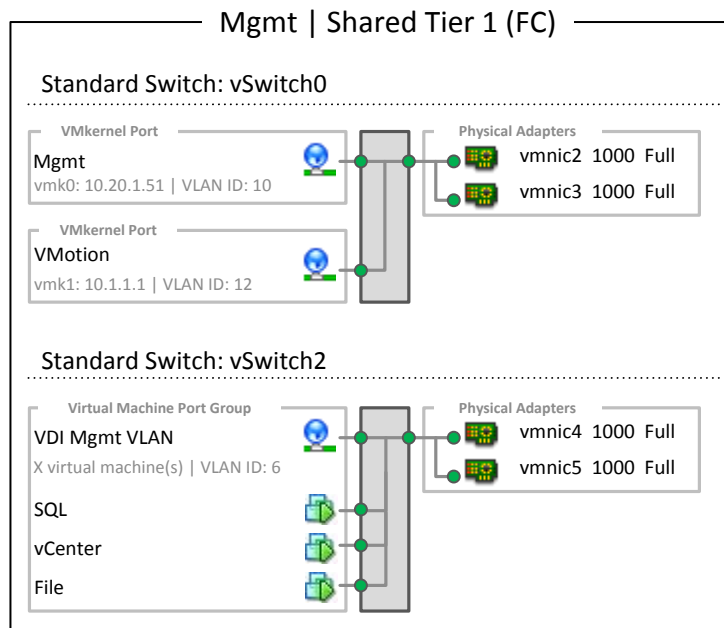 Mgmt | Shared Tier 1 (FC)
Standard Switch: vSwitch0
VMkernel Port
Mgmt
vmk0: 10.20.1.51 | VLAN ID: 10
Physical Adapters
vmnic2 1000 Full
vmnic3 1000 Full
VMkernel Port
VMotion
vmk1: 10.1.1.1 | VLAN ID: 12
Standard Switch: vSwitch2
Virtual Machine Port Group
VDI Mgmt VLAN
X virtual machine(s) | VLAN ID: 6
SQL
vCenter
File
Physical Adapters
vmnic4 1000 Full
vmnic5 1000 Full